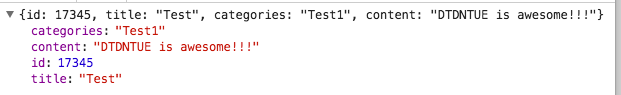 {id: 17345, title: "Test", categories: "Test1", content: "DTDNTUE is awesome!!!"}
categories: "Test1"
content: "DTDNTUE is awesome!!!"
id: 17345
title: "Test"